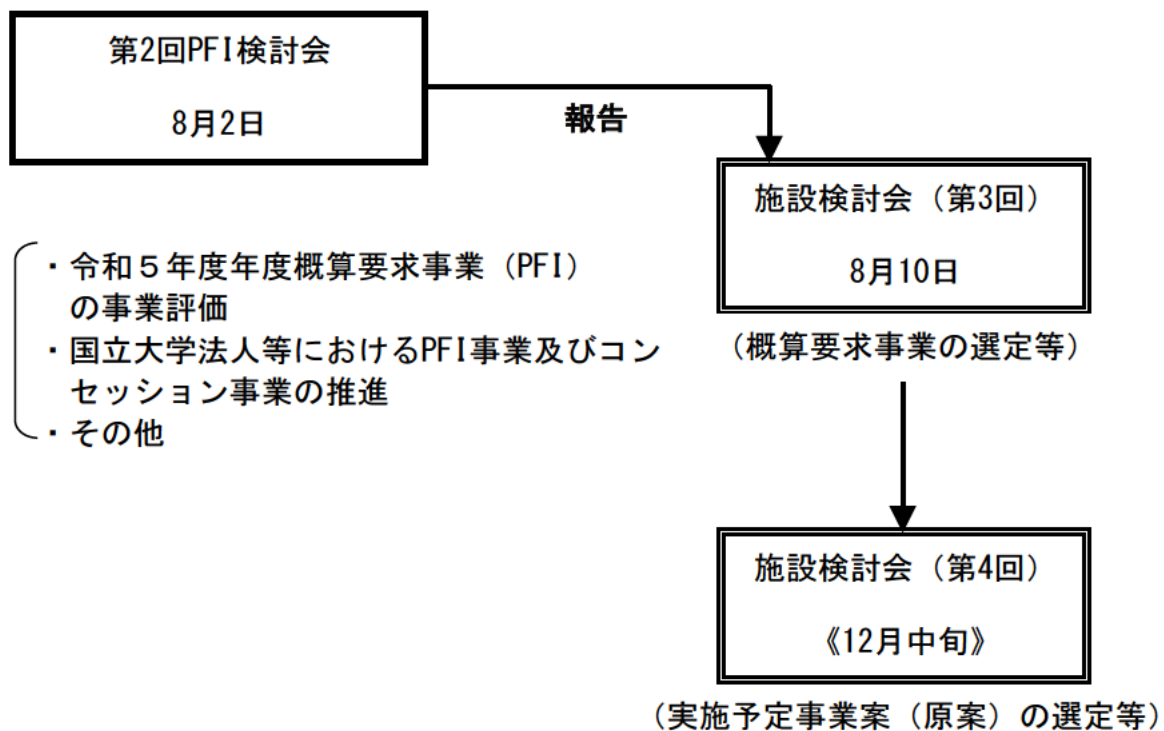 第2回PFI検討会
8月2日
報告
施設検討会（第3回）
8月10日
（概算要求事業の選定等）
・令和５年度年度概算要求事業（PFI）
の事業評価
・国立大学法人等におけるPFI事業及びコン
セッション事業の推進
・その他
施設検討会（第4回）
《12月中旬》
（実施予定事業案（原案）の選定等）